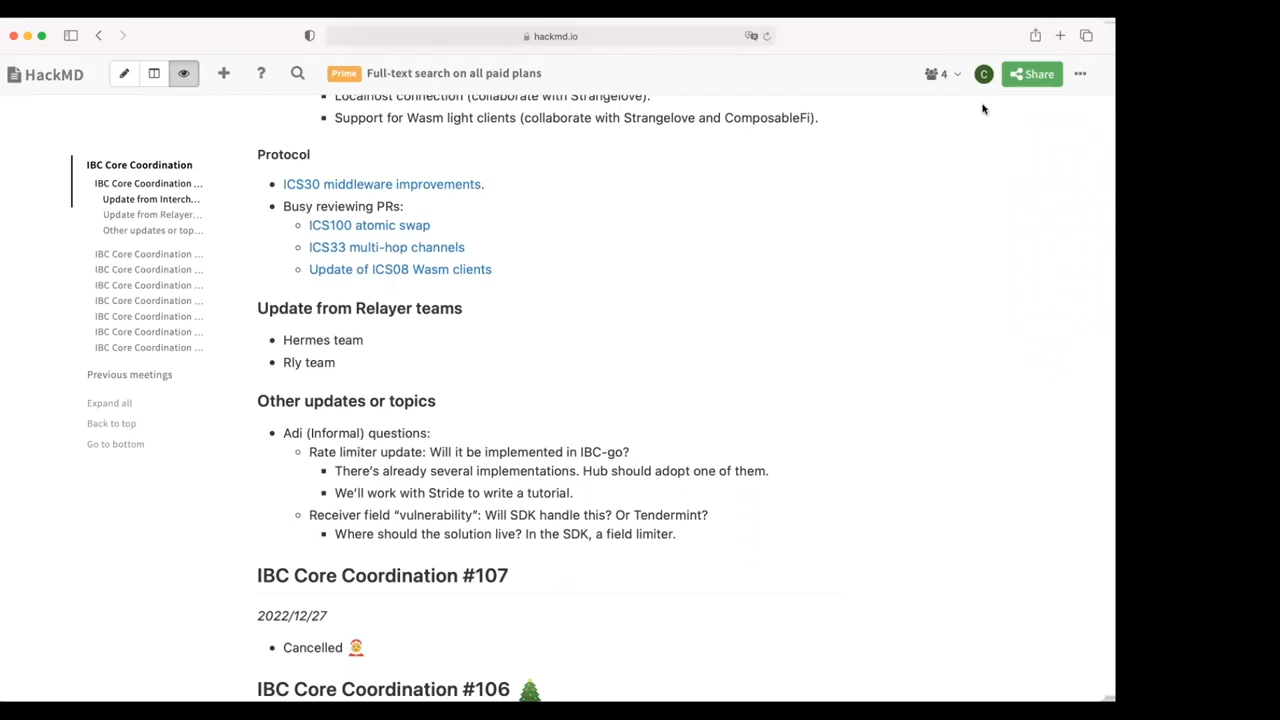 hackmd.io
HackMD
Prime Full-text search on all paid plans
4
C
Share
Localhost connection (collaborate with Strangelove).
Support for Wasm light clients (collaborate with Strangelove and ComposableFi).
IBC Core Coordination
IBC Core Coordination ...
Update from Interch...
Update from Relayer...
Other updates or top...
IBC Core Coordination ...
IBC Core Coordination ...
IBC Core Coordination ...
IBC Core Coordination ...
IBC Core Coordination ...
IBC Core Coordination ...
IBC Core Coordination ...
Previous meetings
Expand all
Back to top
Go to bottom
Protocol
ICS30 middleware improvements.
Busy reviewing PRs:
ICS100 atomic swap
ICS33 multi-hop channels
Update of ICS08 Wasm clients
Update from Relayer teams
Hermes team
Rly team
Other updates or topics
Adi (Informal) questions:
Rate limiter update: Will it be implemented in IBC-go?
There's already several implementations. Hub should adopt one of them.
We'll work with Stride to write a tutorial.
Receiver field “vulnerability”: Will SDK handle this? Or Tendermint?
Where should the solution live? In the SDK, a field limiter.
IBC Core Coordination #107
2022/12/27
Cancelled 🤶
IBC Core Coordination #106 🎄